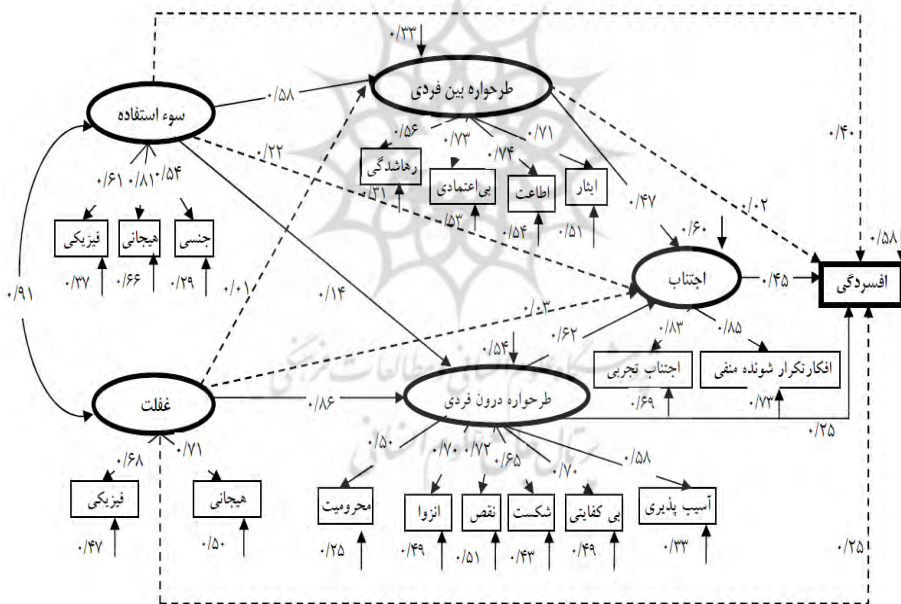 ۰/۳۳
طرحواره بین فردی
سوء استفاده
۰/۵۸
۰/۴۰
۰/۲۲
۰/۵۶
۰/۷۳
۰/۷۴
۰/۷۱
۰/۶۱
۰/۸۱
۰/۵۴
رهاشدگی
بی‌اعتمادی
اطاعت
ایثار
۰/۳۱
۰/۵۳
۰/۵۴
۰/۵۱
۰/۴۷
۰/۰۲
فیزیکی
هیجانی
جنسی
۰/۳۷
۰/۶۶
۰/۲۹
۰/۶۰
۰/۵۸
اجتناب
۰/۴۵
افسردگی
۰/۹۱
۰/۰۱
۰/۱۴
۰/۰۳
۰/۶۲
۰/۸۳
۰/۸۵
۰/۵۴
اجتناب تجربی
افکارتکرار شونده منفی
۰/۶۹
۰/۷۳
غفلت
۰/۸۶
طرحواره درون فردی
۰/۲۵
۰/۶۸
۰/۷۱
۰/۵۰
۰/۷۰
۰/۷۲
۰/۶۵
۰/۷۰
۰/۵۸
فیزیکی
هیجانی
محرومیت
انزوا
نقص
شکست
بی کفایتی
آسیب پذیری
۰/۴۷
۰/۵۰
۰/۲۵
۰/۴۹
۰/۵۱
۰/۴۳
۰/۴۹
۰/۳۳
۰/۲۵